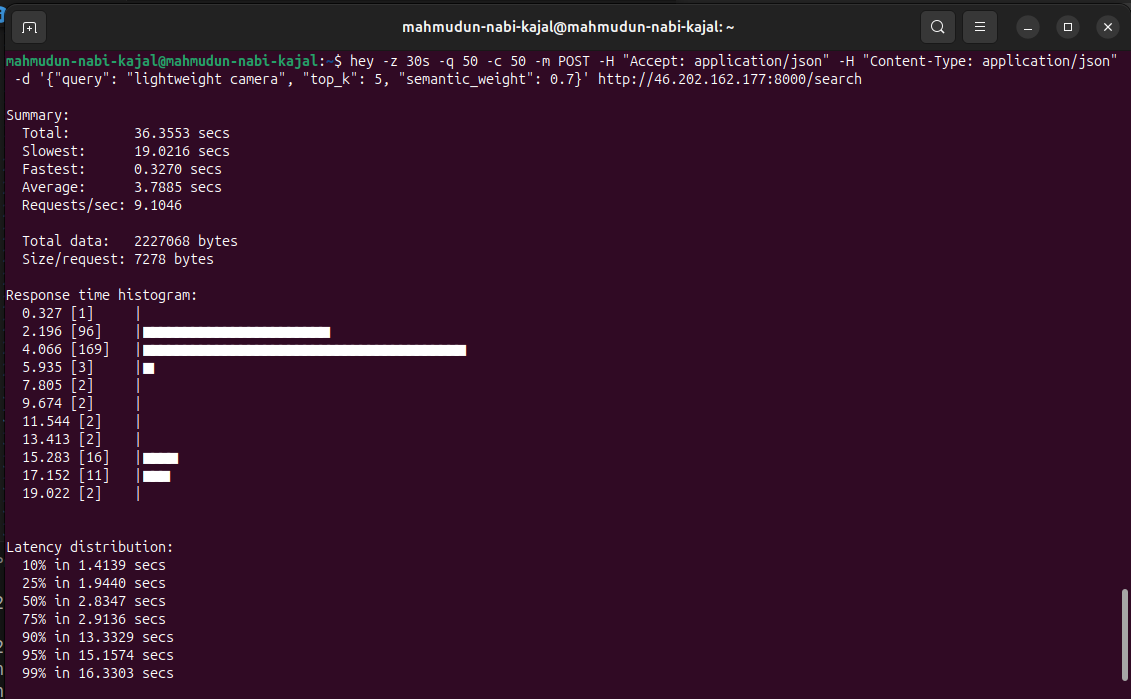 mahmudun-nabi-kajal@mahmudun-nabi-kajal: ~
mahmudun-nabi-kajal@mahmudun-nabi-kajal:~$ hey -z 30s -q 50 -c 50 -m POST -H "Accept: application/json" -H "Content-Type: application/json"
-d '{"query": "lightweight camera", "top_k": 5, "semantic_weight": 0.7}' http://46.202.162.177:8000/search
Summary:
Total: 36.3553 secs
Slowest: 19.0216 secs
Fastest: 0.3270 secs
Average: 3.7885 secs
Requests/sec: 9.1046
Total data: 2227068 bytes
Size/request: 7278 bytes
Response time histogram:
0.327 [1] |
2.196 [96] |■■■■■■■■■■■■■■■■■■■■■■■
4.066 [169] |■■■■■■■■■■■■■■■■■■■■■■■■■■■■■■■■■■■■■■■■
5.935 [3] |■
7.805 [2] |
9.674 [2] |
11.544 [2] |
13.413 [2] |
15.283 [16] |■■■■
17.152 [11] |■■■
19.022 [2] |
Latency distribution:
10% in 1.4139 secs
25% in 1.9440 secs
50% in 2.8347 secs
75% in 2.9136 secs
90% in 13.3329 secs
95% in 15.1574 secs
99% in 16.3303 secs